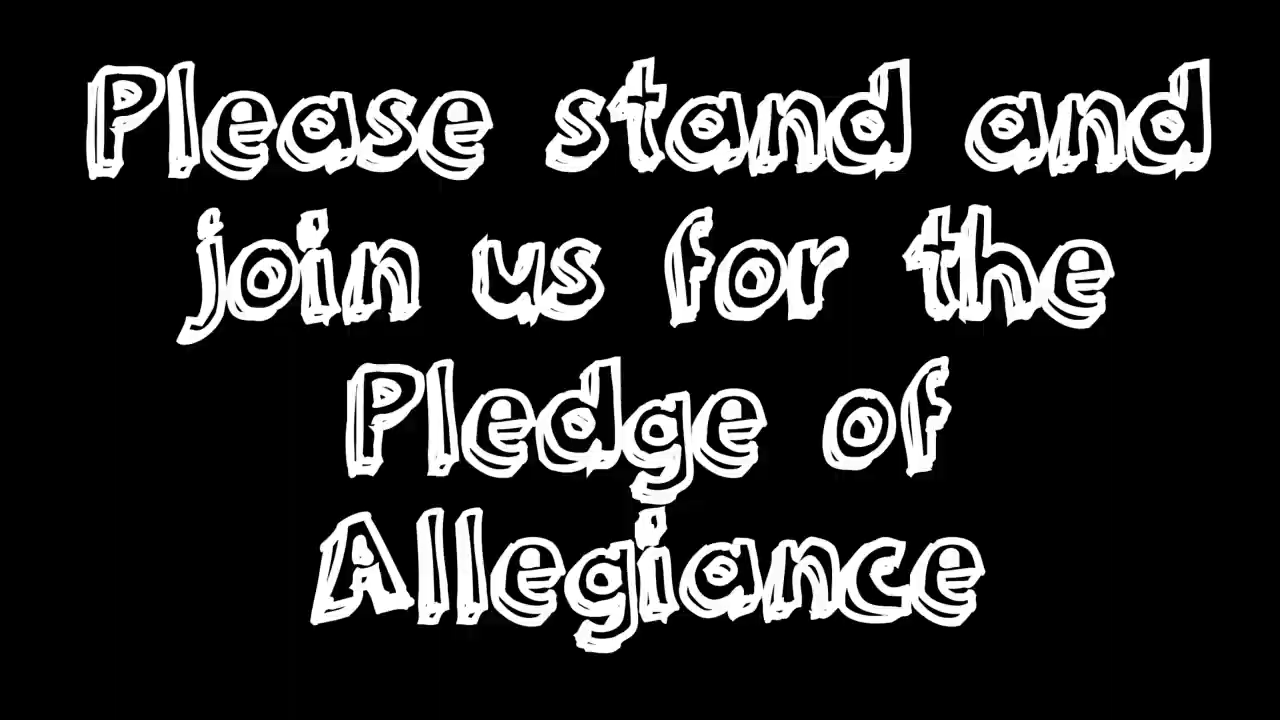 Please stand and
join us for the
Pledge of
Allegiance